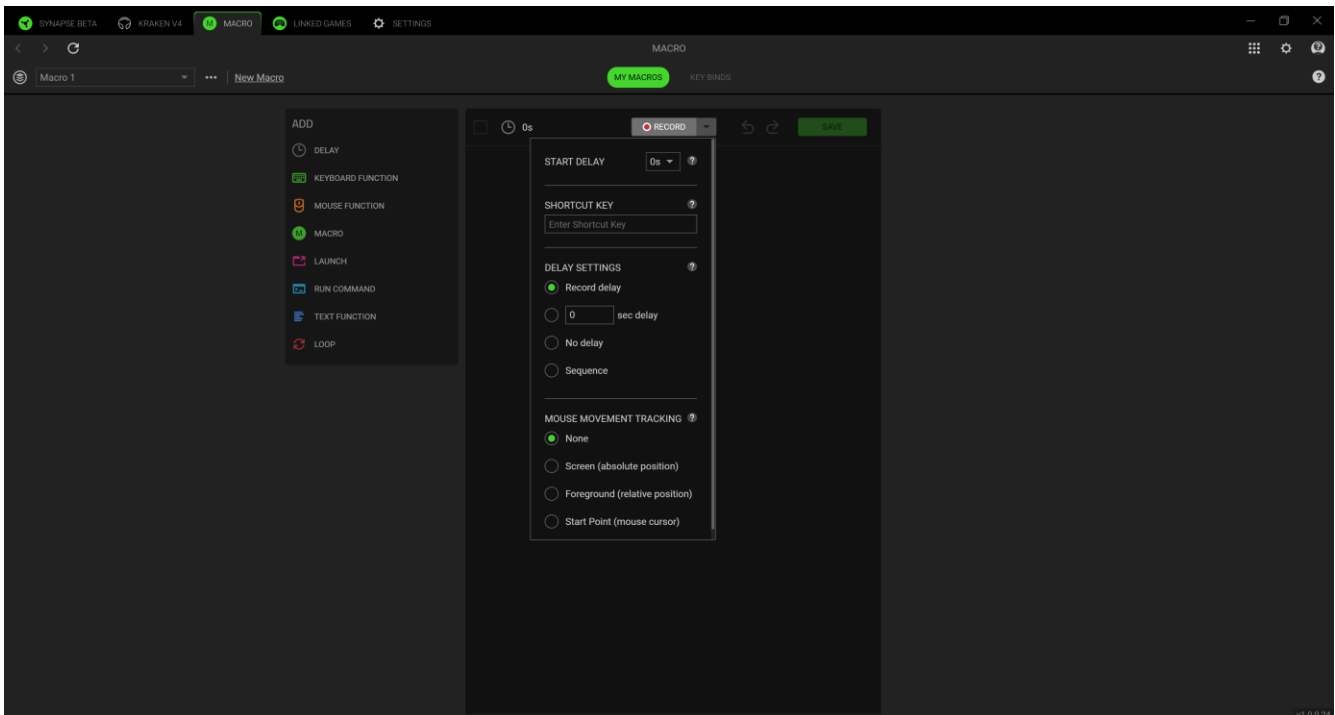 SYNAPSE BETA KRAKEN V4 MACRO LINKED GAMES SETTINGS
MACRO
Macro 1 New Macro MY MACROS KEY BINDS
ADD
DELAY
KEYBOARD FUNCTION
MOUSE FUNCTION
MACRO
LAUNCH
RUN COMMAND
TEXT FUNCTION
LOOP
0s RECORD SAVE
START DELAY 0s
SHORTCUT KEY
Enter Shortcut Key
DELAY SETTINGS
Record delay
0 sec delay
No delay
Sequence
MOUSE MOVEMENT TRACKING
None
Screen (absolute position)
Foreground (relative position)
Start Point (mouse cursor)